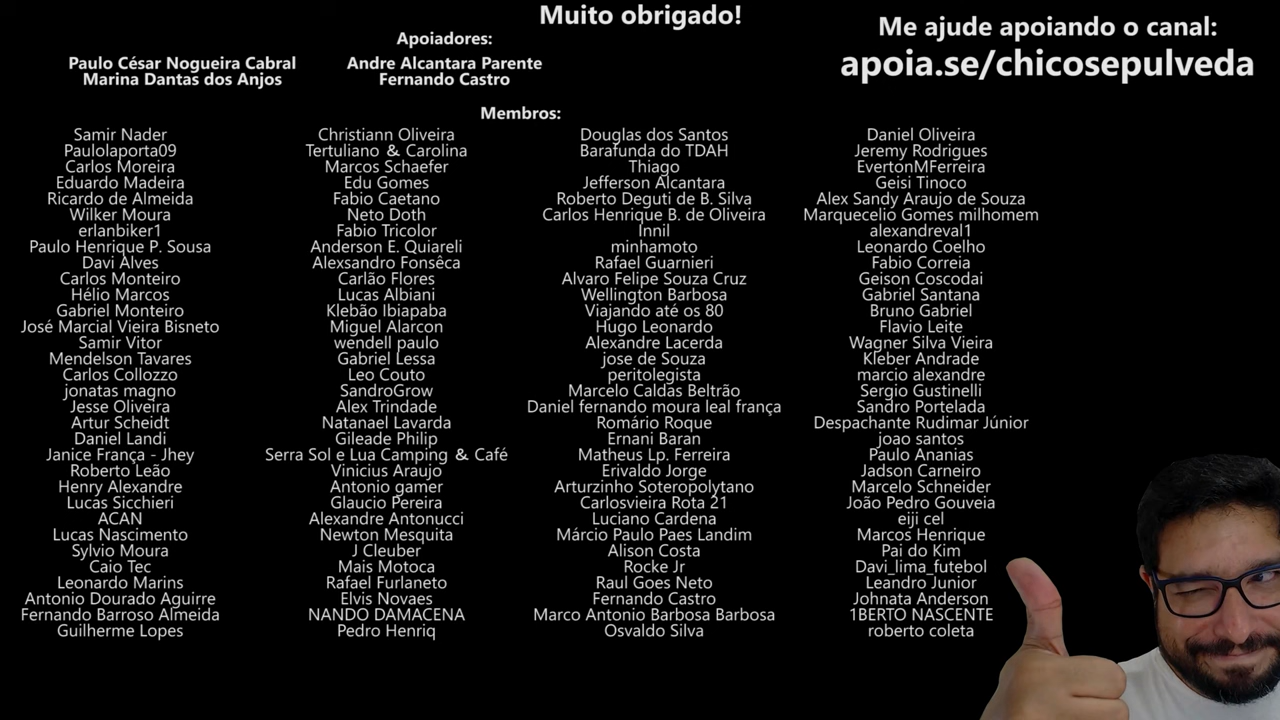 Muito obrigado!
Me ajude apoiando o canal:
apoia.se/chicosepulveda
Apoiadores:
Paulo César Nogueira Cabral
Marina Dantas dos Anjos
Andre Alcantara Parente
Fernando Castro
Membros:
Samir Nader
Paulolaporta09
Carlos Moreira
Eduardo Madeira
Ricardo de Almeida
Wilker Moura
erlanbiker1
Paulo Henrique P. Sousa
Davi Alves
Carlos Monteiro
Hélio Marcos
Gabriel Monteiro
José Marcial Vieira Bisneto
Samir Vitor
Mendelson Tavares
Carlos Collozzo
jonatas magno
Jesse Oliveira
Artur Scheidt
Daniel Landi
Janice França - Jhey
Roberto Leão
Henry Alexandre
Lucas Sicchieri
ACAN
Lucas Nascimento
Sylvio Moura
Caio Tec
Leonardo Marins
Antonio Dourado Aguirre
Fernando Barroso Almeida
Guilherme Lopes
Christiann Oliveira
Tertuliano & Carolina
Marcos Schaefer
Edu Gomes
Fabio Caetano
Neto Doth
Fabio Tricolor
Anderson E. Quiareli
Alexsandro Fonsêca
Carlão Flores
Lucas Albiani
Klebão Ibiapaba
Miguel Alarcon
wendell paulo
Gabriel Lessa
Leo Couto
SandroGrow
Alex Trindade
Natanael Lavarda
Gileade Philip
Serra Sol e Lua Camping & Café
Vinicius Araujo
Antonio gamer
Glaucio Pereira
Alexandre Antonucci
Newton Mesquita
J Cleuber
Mais Motoca
Rafael Furlaneto
Elvis Novaes
NANDO DAMACENA
Pedro Henriq
Douglas dos Santos
Barafunda do TDAH
Thiago
Jefferson Alcantara
Roberto Deguti de B. Silva
Carlos Henrique B. de Oliveira
Innil
minhamoto
Rafael Guarnieri
Alvaro Felipe Souza Cruz
Wellington Barbosa
Viajando até os 80
Hugo Leonardo
Alexandre Lacerda
jose de Souza
peritolegista
Marcelo Caldas Beltrão
Daniel fernando moura leal frança
Romário Roque
Ernani Baran
Matheus Lp. Ferreira
Erivaldo Jorge
Arturzinho Soteropolytano
Carlosvieira Rota 21
Luciano Cardena
Márcio Paulo Paes Landim
Alison Costa
Rocke Jr
Raul Goes Neto
Fernando Castro
Marco Antonio Barbosa Barbosa
Osvaldo Silva
Daniel Oliveira
Jeremy Rodrigues
EvertonMFerreira
Geisi Tinoco
Alex Sandy Araujo de Souza
Marquecelio Gomes milhomem
alexandreval1
Leonardo Coelho
Fabio Correia
Geison Coscodai
Gabriel Santana
Bruno Gabriel
Flavio Leite
Wagner Silva Vieira
Kleber Andrade
marcio alexandre
Sergio Gustinelli
Sandro Portelada
Despachante Rudimar Júnior
joao santos
Paulo Ananias
Jadson Carneiro
Marcelo Schneider
João Pedro Gouveia
eiji cel
Marcos Henrique
Pai do Kim
Davi_lima_futebol
Leandro Junior
Johnata Anderson
1BERTO NASCENTE
roberto coleta